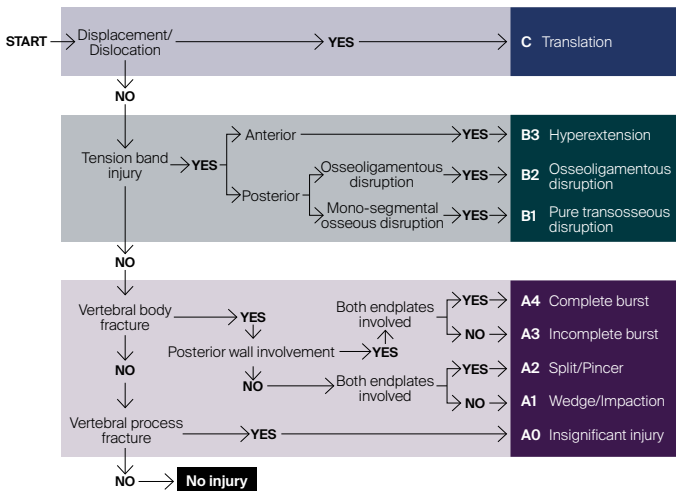 START
Displacement/
Dislocation
YES
C Translation
NO
Tension band
injury
YES
Anterior
YES
B3 Hyperextension
Posterior
Osseoligamentous
disruption
YES
B2 Osseoligamentous
disruption
Mono-segmental
osseous disruption
YES
B1 Pure transosseous
disruption
NO
Vertebral body
fracture
YES
Posterior wall involvement
YES
Both endplates
involved
YES
A4 Complete burst
NO
A3 Incomplete burst
NO
Both endplates
involved
YES
A2 Split/Pincer
NO
A1 Wedge/Impaction
NO
Vertebral process
fracture
YES
A0 Insignificant injury
NO
No injury